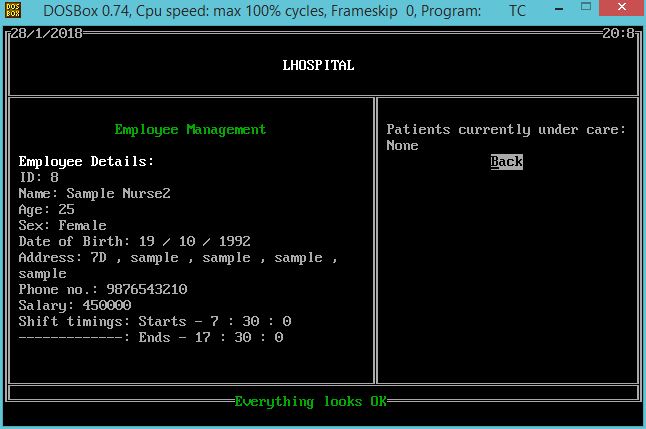 DOS BOX DOSBox 0.74, Cpu speed: max 100% cycles, Frameskip 0, Program: TC
28/1/2018 20:8
LHOSPITAL
Employee Management
Employee Details:
ID: 8
Name: Sample Nurse2
Age: 25
Sex: Female
Date of Birth: 19 / 10 / 1992
Address: 7D , sample , sample , sample ,
sample
Phone no.: 9876543210
Salary: 450000
Shift timings: Starts - 7 : 30 : 0
-------------: Ends - 17 : 30 : 0
Patients currently under care:
None
Back
Everything looks OK